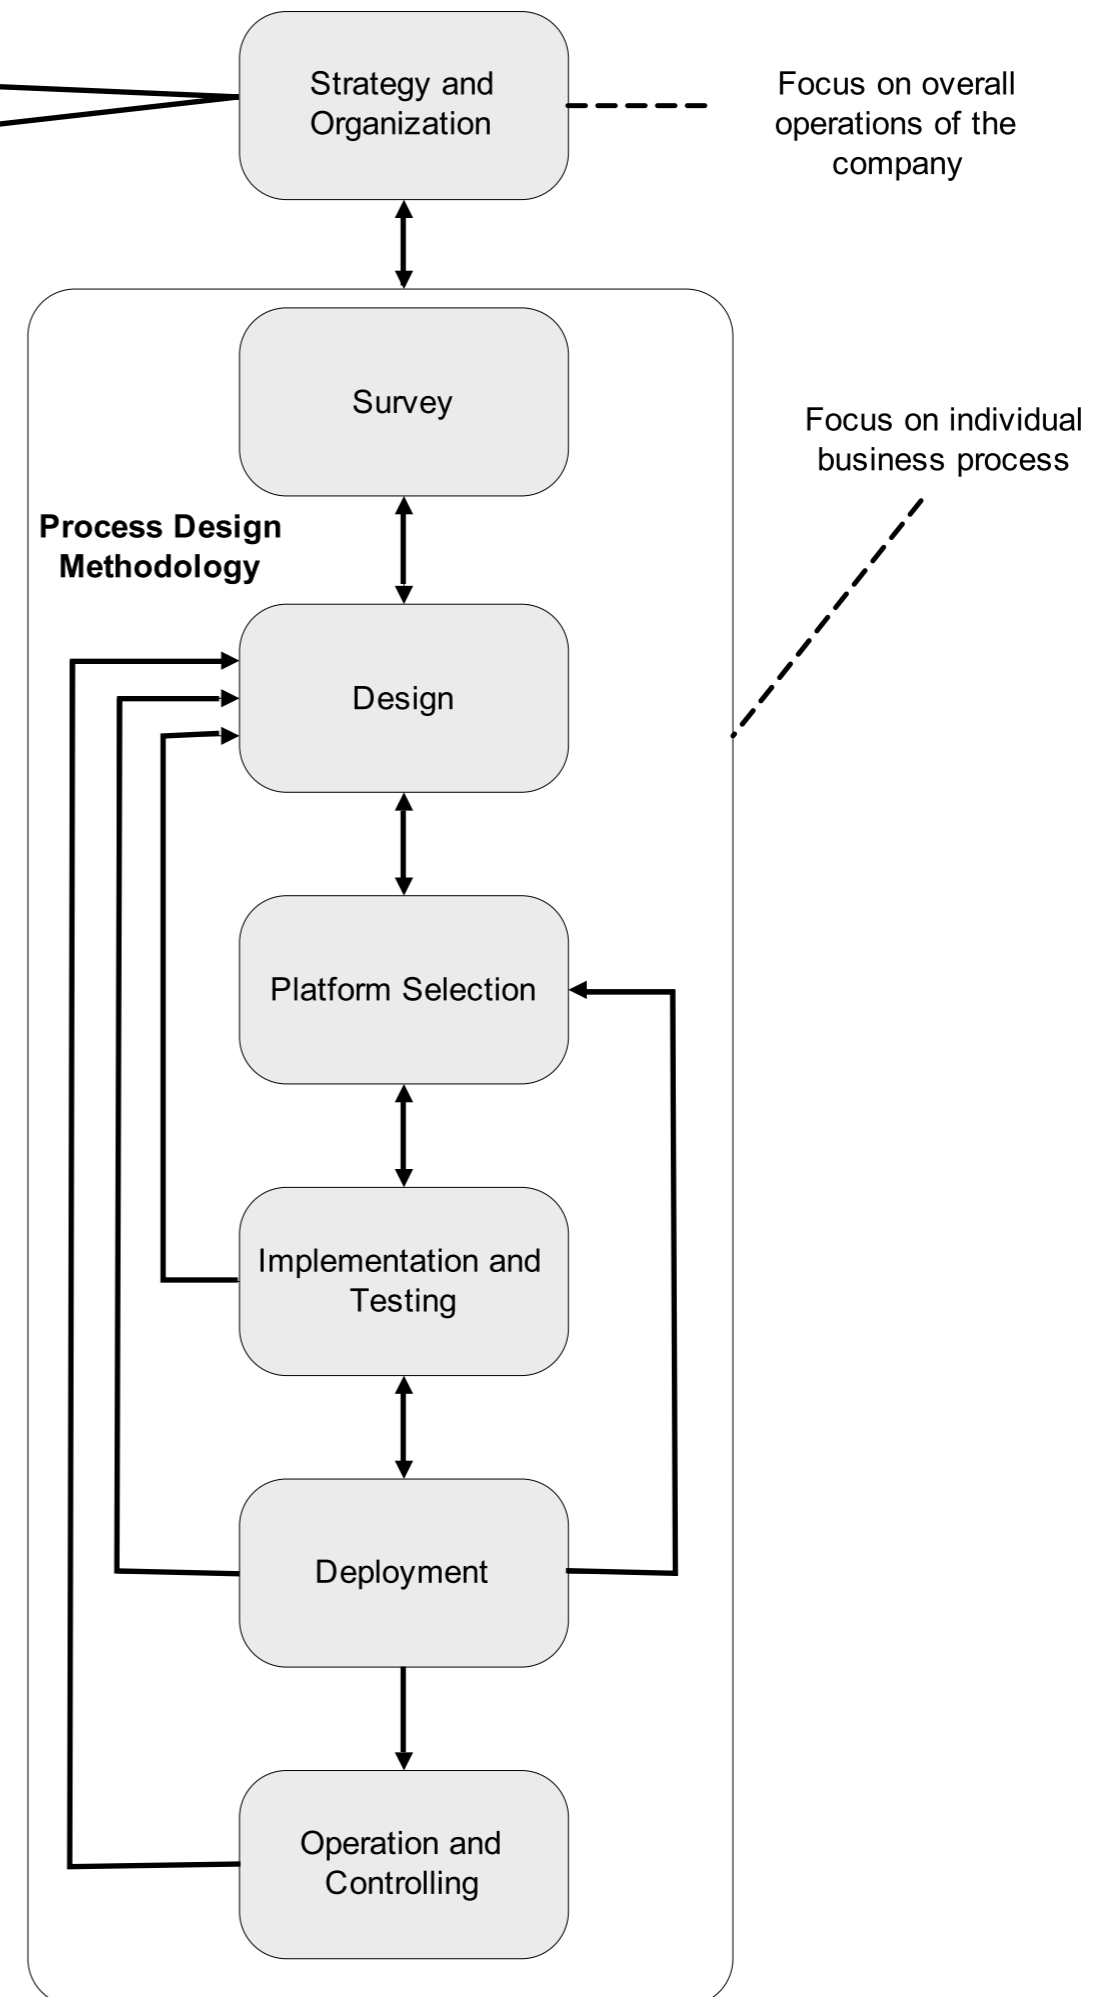 Strategy and
Organization
Focus on overall
operations of the
company
Survey
Focus on individual
business process
Process Design
Methodology
Design
Platform Selection
Implementation and
Testing
Deployment
Operation and
Controlling